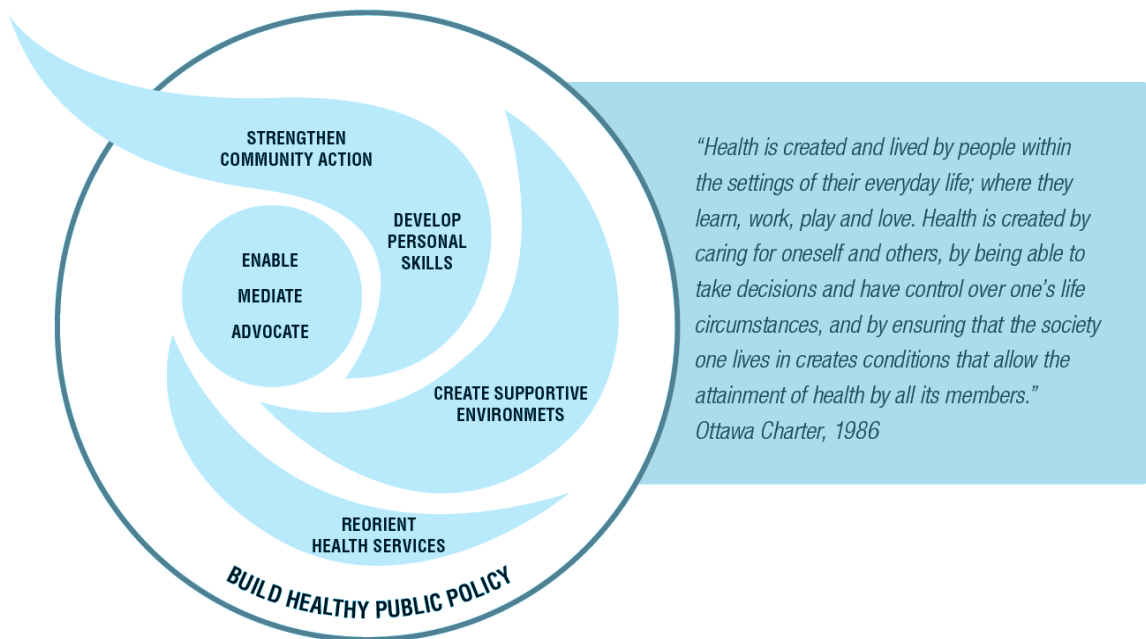 STRENGTHEN
COMMUNITY ACTION
DEVELOP
PERSONAL
SKILLS
ENABLE
MEDIATE
ADVOCATE
CREATE SUPPORTIVE
ENVIRONMETS
REORIENT
HEALTH SERVICES
BUILD HEALTHY PUBLIC POLICY
“Health is created and lived by people within
the settings of their everyday life; where they
learn, work, play and love. Health is created by
caring for oneself and others, by being able to
take decisions and have control over one’s life
circumstances, and by ensuring that the society
one lives in creates conditions that allow the
attainment of health by all its members.”
Ottawa Charter, 1986